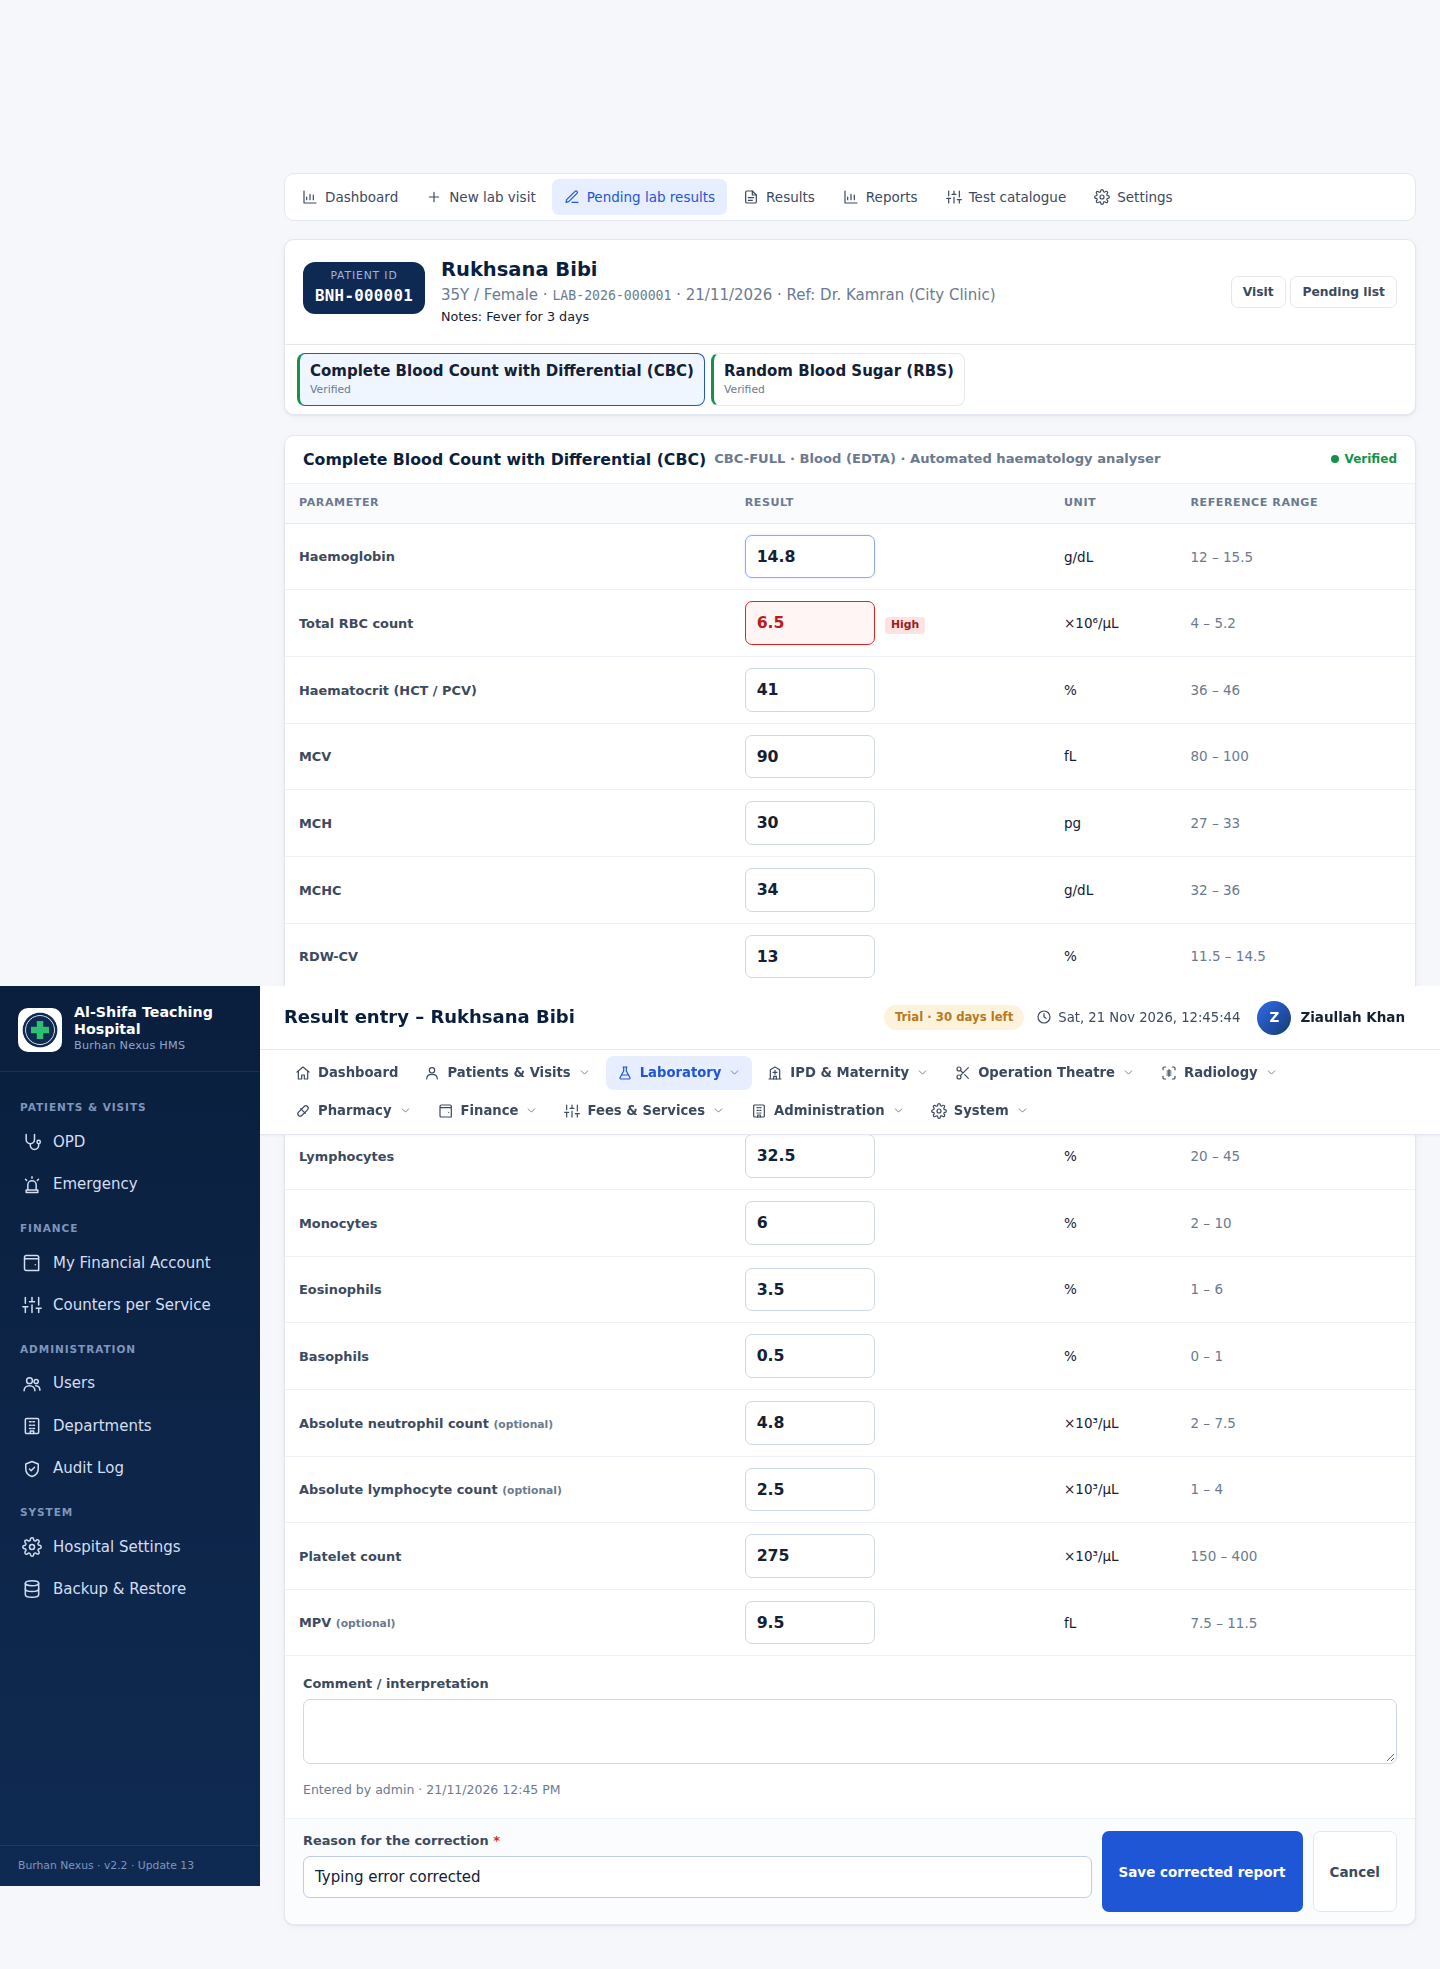 Dashboard
New lab visit
Pending lab results
Results
Reports
Test catalogue
Settings
PATIENT ID
BNH-000001
Rukhsana Bibi
35Y / Female · LAB-2026-000001 · 21/11/2026 · Ref: Dr. Kamran (City Clinic)
Notes: Fever for 3 days
Visit
Pending list
Complete Blood Count with Differential (CBC)
Verified
Random Blood Sugar (RBS)
Verified
Complete Blood Count with Differential (CBC) CBC-FULL · Blood (EDTA) · Automated haematology analyser
Verified
PARAMETER RESULT UNIT REFERENCE RANGE
Haemoglobin 14.8 g/dL 12 – 15.5
Total RBC count 6.5 High ×10⁶/µL 4 – 5.2
Haematocrit (HCT / PCV) 41 % 36 – 46
MCV 90 fL 80 – 100
MCH 30 pg 27 – 33
MCHC 34 g/dL 32 – 36
RDW-CV 13 % 11.5 – 14.5
Al-Shifa Teaching
Hospital
Burhan Nexus HMS
PATIENTS & VISITS
OPD
Emergency
FINANCE
My Financial Account
Counters per Service
ADMINISTRATION
Users
Departments
Audit Log
SYSTEM
Hospital Settings
Backup & Restore
Burhan Nexus · v2.2 · Update 13
Result entry – Rukhsana Bibi
Trial · 30 days left
Sat, 21 Nov 2026, 12:45:44
Z
Ziaullah Khan
Dashboard
Patients & Visits
Laboratory
IPD & Maternity
Operation Theatre
Radiology
Pharmacy
Finance
Fees & Services
Administration
System
Lymphocytes 32.5 % 20 – 45
Monocytes 6 % 2 – 10
Eosinophils 3.5 % 1 – 6
Basophils 0.5 % 0 – 1
Absolute neutrophil count (optional) 4.8 ×10³/µL 2 – 7.5
Absolute lymphocyte count (optional) 2.5 ×10³/µL 1 – 4
Platelet count 275 ×10³/µL 150 – 400
MPV (optional) 9.5 fL 7.5 – 11.5
Comment / interpretation
Entered by admin · 21/11/2026 12:45 PM
Reason for the correction *
Typing error corrected
Save corrected report
Cancel